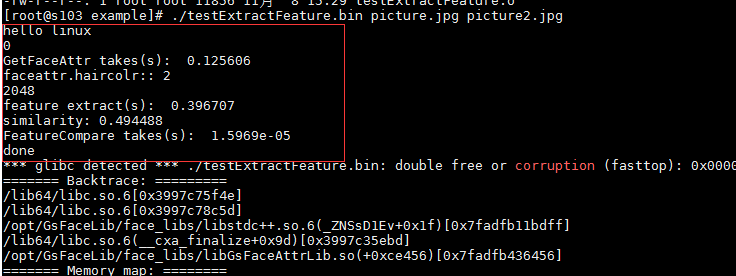 -rw-r--r--. 1 root root 11856 11月  8 15:29 testExtractFeature.o
[root@s103 example]# ./testExtractFeature.bin picture.jpg picture2.jpg
hello linux
0
GetFaceAttr takes(s):  0.125606
faceattr.haircolr:: 2
2048
feature extract(s):  0.396707
similarity: 0.494488
FeatureCompare takes(s):  1.5969e-05
done
*** glibc detected *** ./testExtractFeature.bin: double free or corruption (fasttop): 0x0000
======= Backtrace: =========
/lib64/libc.so.6[0x3997c75f4e]
/lib64/libc.so.6[0x3997c78c5d]
/opt/GsFaceLib/face_libs/libstdc++.so.6(_ZNSsD1Ev+0x1f)[0x7fadfb11bdff]
/lib64/libc.so.6(__cxa_finalize+0x9d)[0x3997c35ebd]
/opt/GsFaceLib/face_libs/libGsFaceAttrLib.so(+0xce456)[0x7fadfb436456]
======= Memory map: ========